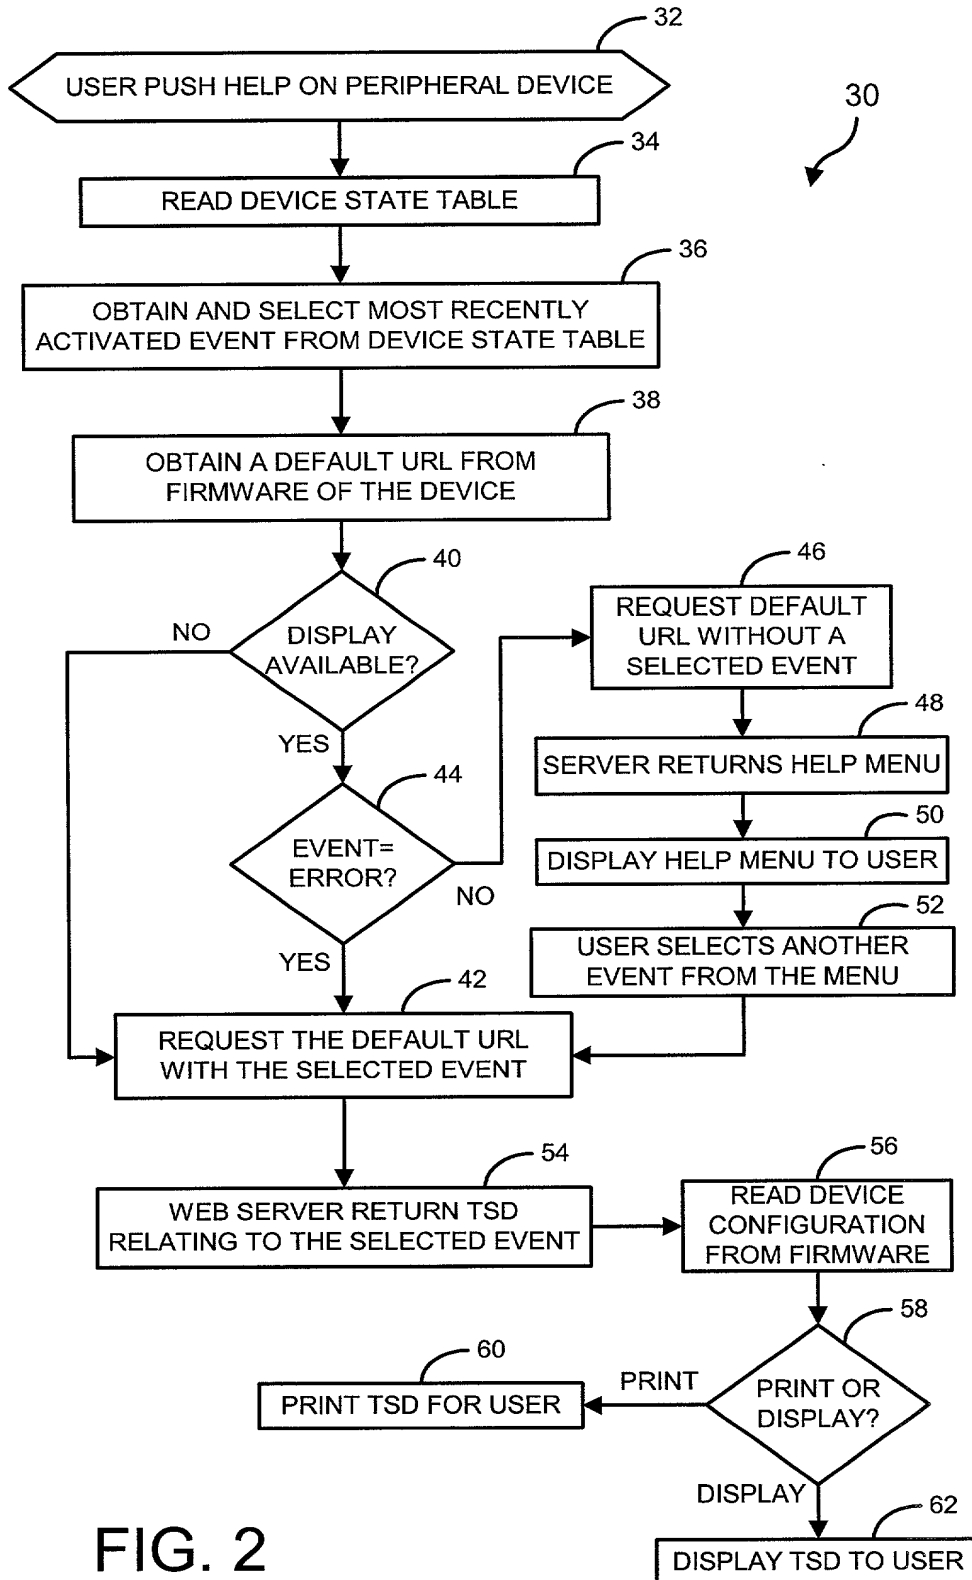 32
USER PUSH HELP ON PERIPHERAL DEVICE
30
34
READ DEVICE STATE TABLE
36
OBTAIN AND SELECT MOST RECENTLY
ACTIVATED EVENT FROM DEVICE STATE TABLE
38
OBTAIN A DEFAULT URL FROM
FIRMWARE OF THE DEVICE
40
DISPLAY
AVAILABLE?
NO
YES
44
EVENT=
ERROR?
NO
YES
46
REQUEST DEFAULT
URL WITHOUT A
SELECTED EVENT
48
SERVER RETURNS HELP MENU
50
DISPLAY HELP MENU TO USER
52
USER SELECTS ANOTHER
EVENT FROM THE MENU
42
REQUEST THE DEFAULT URL
WITH THE SELECTED EVENT
54
WEB SERVER RETURN TSD
RELATING TO THE SELECTED EVENT
56
READ DEVICE
CONFIGURATION
FROM FIRMWARE
58
PRINT OR
DISPLAY?
PRINT
60
PRINT TSD FOR USER
DISPLAY
62
DISPLAY TSD TO USER
FIG. 2